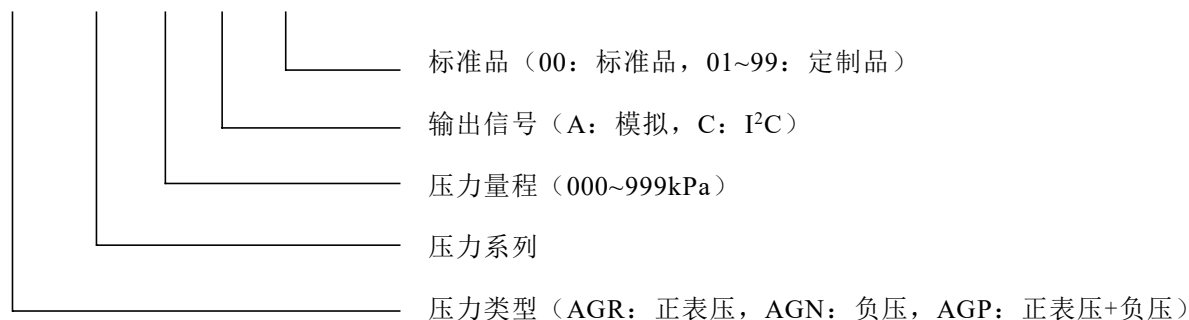 标准品（00：标准品，01~99：定制品）
输出信号（A：模拟，C：I²C）
压力量程（000~999kPa）
压力系列
压力类型（AGR：正表压，AGN：负压，AGP：正表压+负压）